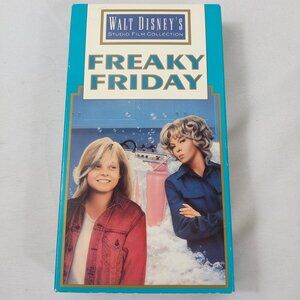 WALT DISNEY'S
STUDIO FILM COLLECTION
FREAKY
FRIDAY